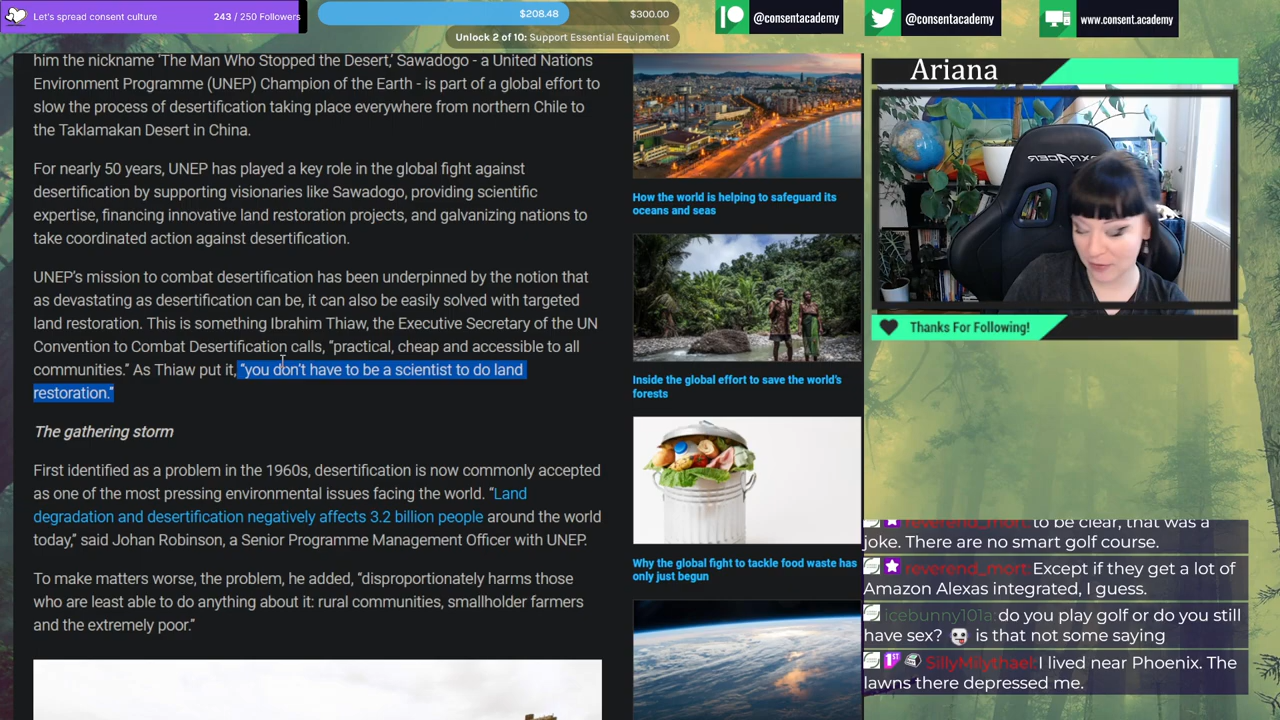 Let's spread consent culture
243 / 250 Followers
$208.48
$300.00
Unlock 2 of 10: Support Essential Equipment
@consentacademy
@consentacademy
www.consent.academy
him the nickname ‘The Man Who Stopped the Desert,’ Sawadogo - a United Nations
Environment Programme (UNEP) Champion of the Earth - is part of a global effort to
slow the process of desertification taking place everywhere from northern Chile to
the Taklamakan Desert in China.
For nearly 50 years, UNEP has played a key role in the global fight against
desertification by supporting visionaries like Sawadogo, providing scientific
expertise, financing innovative land restoration projects, and galvanizing nations to
take coordinated action against desertification.
UNEP’s mission to combat desertification has been underpinned by the notion that
as devastating as desertification can be, it can also be easily solved with targeted
land restoration. This is something Ibrahim Thiaw, the Executive Secretary of the UN
Convention to Combat Desertification calls, “practical, cheap and accessible to all
communities.” As Thiaw put it, “you don’t have to be a scientist to do land
restoration.”
The gathering storm
First identified as a problem in the 1960s, desertification is now commonly accepted
as one of the most pressing environmental issues facing the world. “Land
degradation and desertification negatively affects 3.2 billion people around the world
today,” said Johan Robinson, a Senior Programme Management Officer with UNEP.
To make matters worse, the problem, he added, “disproportionately harms those
who are least able to do anything about it: rural communities, smallholder farmers
and the extremely poor.”
How the world is helping to safeguard its
oceans and seas
Inside the global effort to save the world’s
forests
Why the global fight to tackle food waste has
only just begun
Ariana
Thanks For Following!
reverend_mort: to be clear, that was a
joke. There are no smart golf course.
reverend_mort: Except if they get a lot of
Amazon Alexas integrated, I guess.
icebunny101a: do you play golf or do you still
have sex? is that not some saying
1ST SillyMilythael: I lived near Phoenix. The
lawns there depressed me.